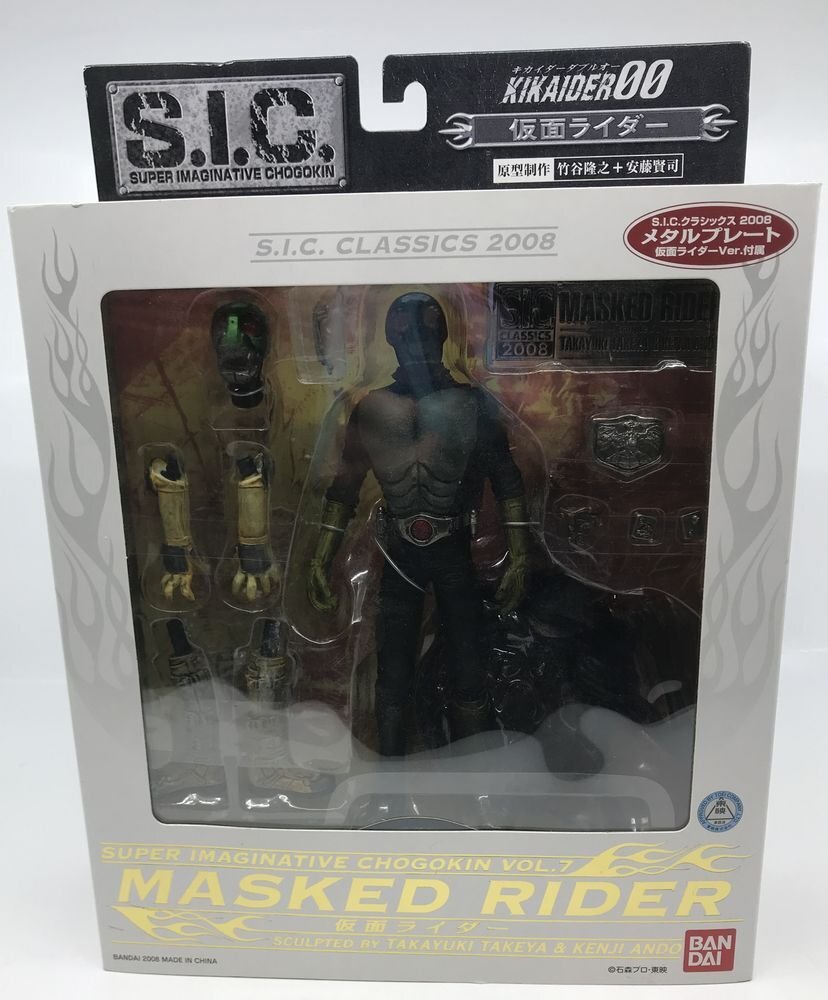 S.I.C.
SUPER IMAGINATIVE CHOGOKIN
キカイダーダブルオー
KIKAIDER00
仮面ライダー
原型制作 竹谷隆之+安藤賢司
S.I.C. CLASSICS 2008
S.I.C.クラシックス 2008
メタルプレート
仮面ライダーVer.付属
S.I.C.
CLASSICS
2008
MASKED RIDER
SUPER IMAGINATIVE CHOGOKIN VOL.7
MASKED RIDER
仮面ライダー
SCULPTED BY TAKAYUKI TAKEYA & KENJI ANDO
BAN
DAI
BANDAI 2008 MADE IN CHINA
©石森プロ・東映
東映